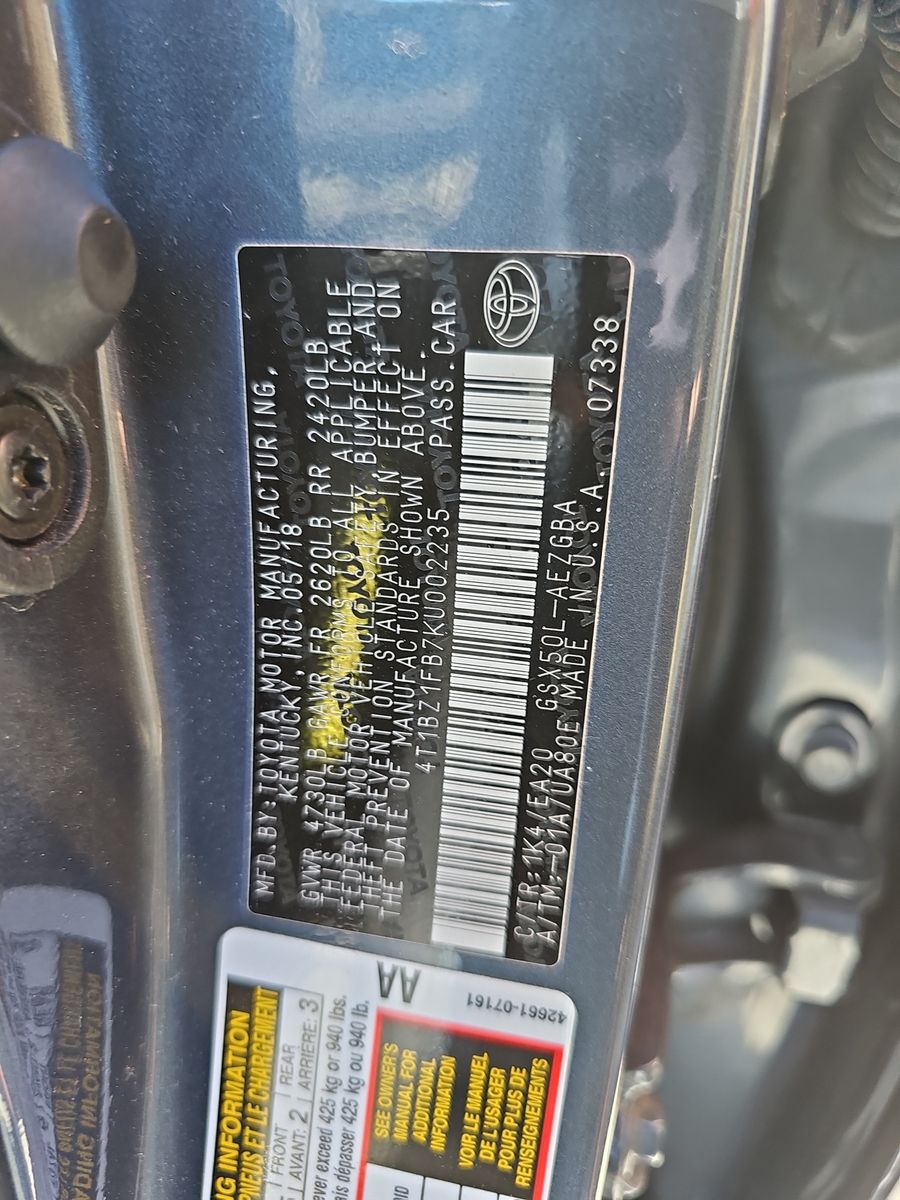 MFD.BY:TOYOTA MOTOR MANUFACTURING,
KENTUCKY, INC. 05/18
GVWR 4730LB GAWR FR 2620LB RR 2420LB
THIS VEHICLE CONFORMS TO ALL APPLICABLE
FEDERAL MOTOR VEHICLE SAFETY, BUMPER, AND
THEFT PREVENTION STANDARDS IN EFFECT ON
THE DATE OF MANUFACTURE SHOWN ABOVE.
4T1BZ1FB7KU002235 PASS.CAR
C/TR:1K4/EA20 GSX50L-AEZGBA
A/TM:-01A/UA80E MADE IN U.S.A. 07338
AA
42661-07161
NG INFORMATION
PNEUS ET LE CHARGEMENT
FRONT 2 REAR 3
AVANT: ARRIÈRE:
ever exceed 425 kg or 940 lbs.
ais dépasser 425 kg ou 940 lb.
SEE OWNER'S
MANUAL FOR
ADDITIONAL
INFORMATION
VOIR LE MANUEL
DE L'USAGER
POUR PLUS DE
RENSEIGNEMENTS